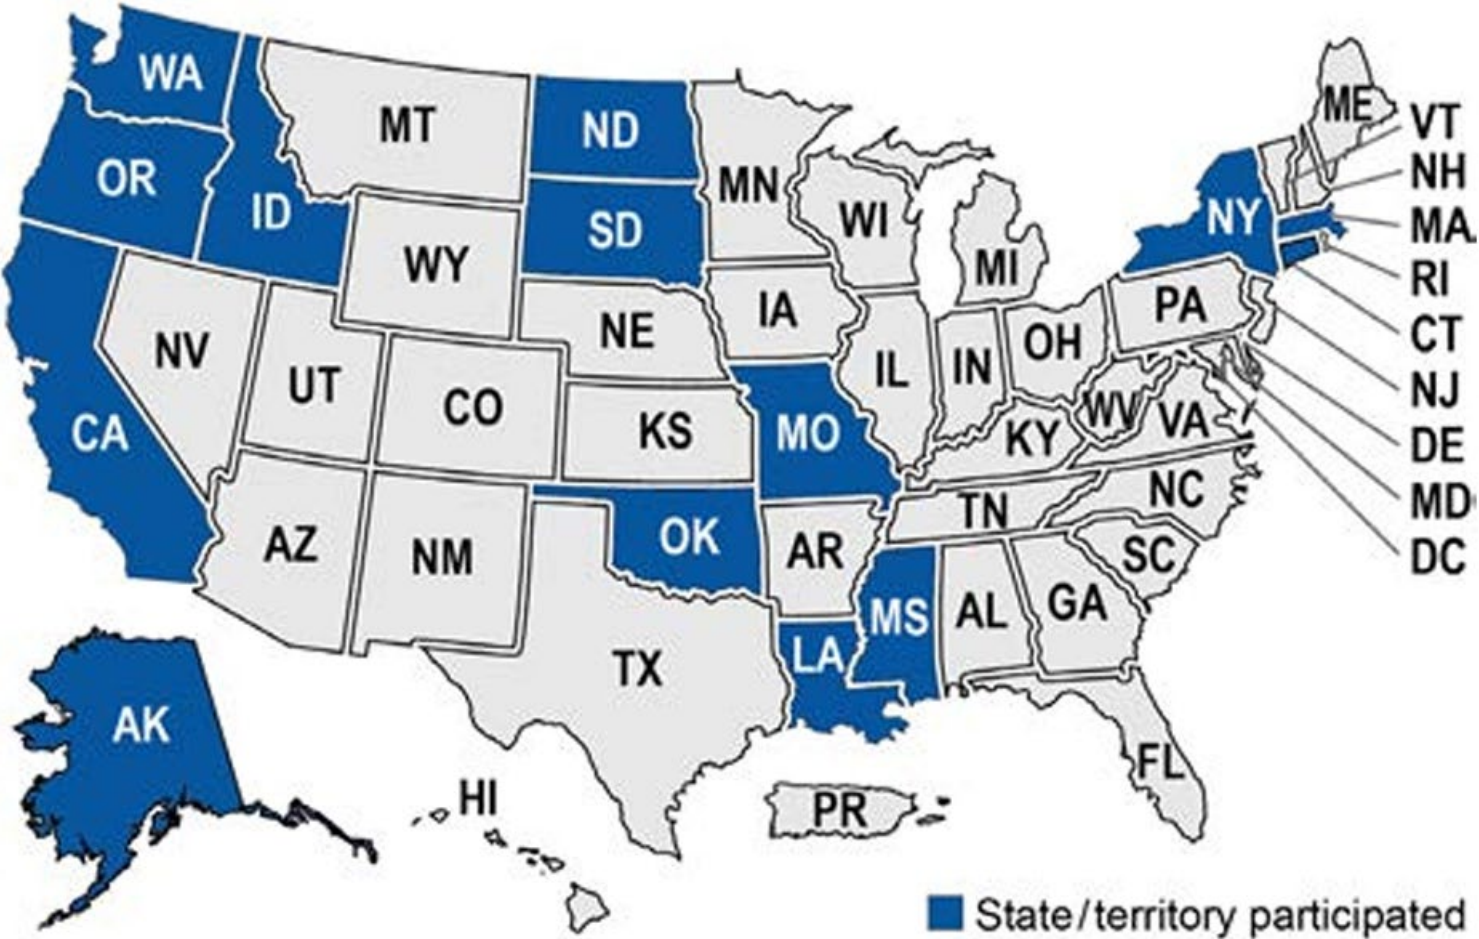 WA
MT
ND
MN
ME
VT
OR
ID
SD
WI
NY
NH
MA
WY
MI
RI
NV
UT
CO
NE
IA
IL
IN
OH
PA
CT
NJ
CA
KS
MO
KY
WV
VA
DE
MD
AZ
NM
OK
AR
TN
NC
DC
SC
MS
AL
GA
TX
LA
AK
HI
PR
FL
State/territory participated